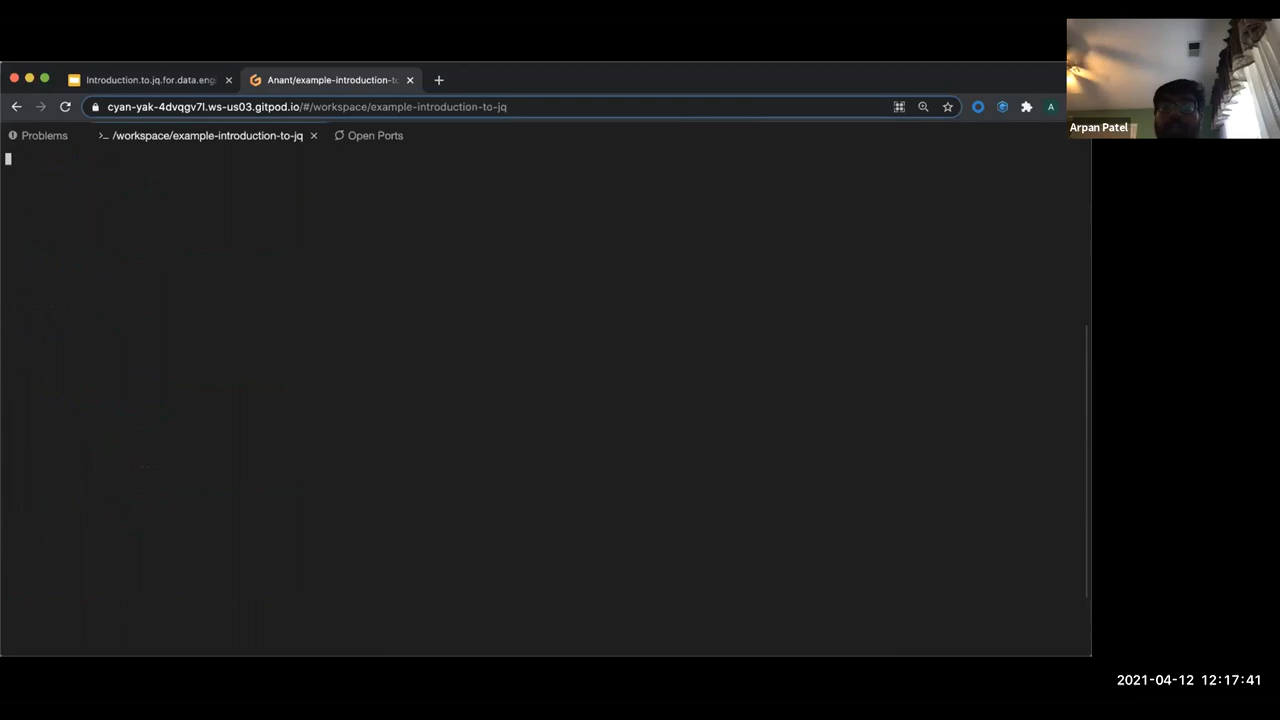 Introduction.to.jq.for.data.eng
Anant/example-introduction-to
cyan-yak-4dvqgv7l.ws-us03.gitpod.io/#/workspace/example-introduction-to-jq
A
Arpan Patel
Problems
>_ /workspace/example-introduction-to-jq
Open Ports
2021-04-12 12:17:41